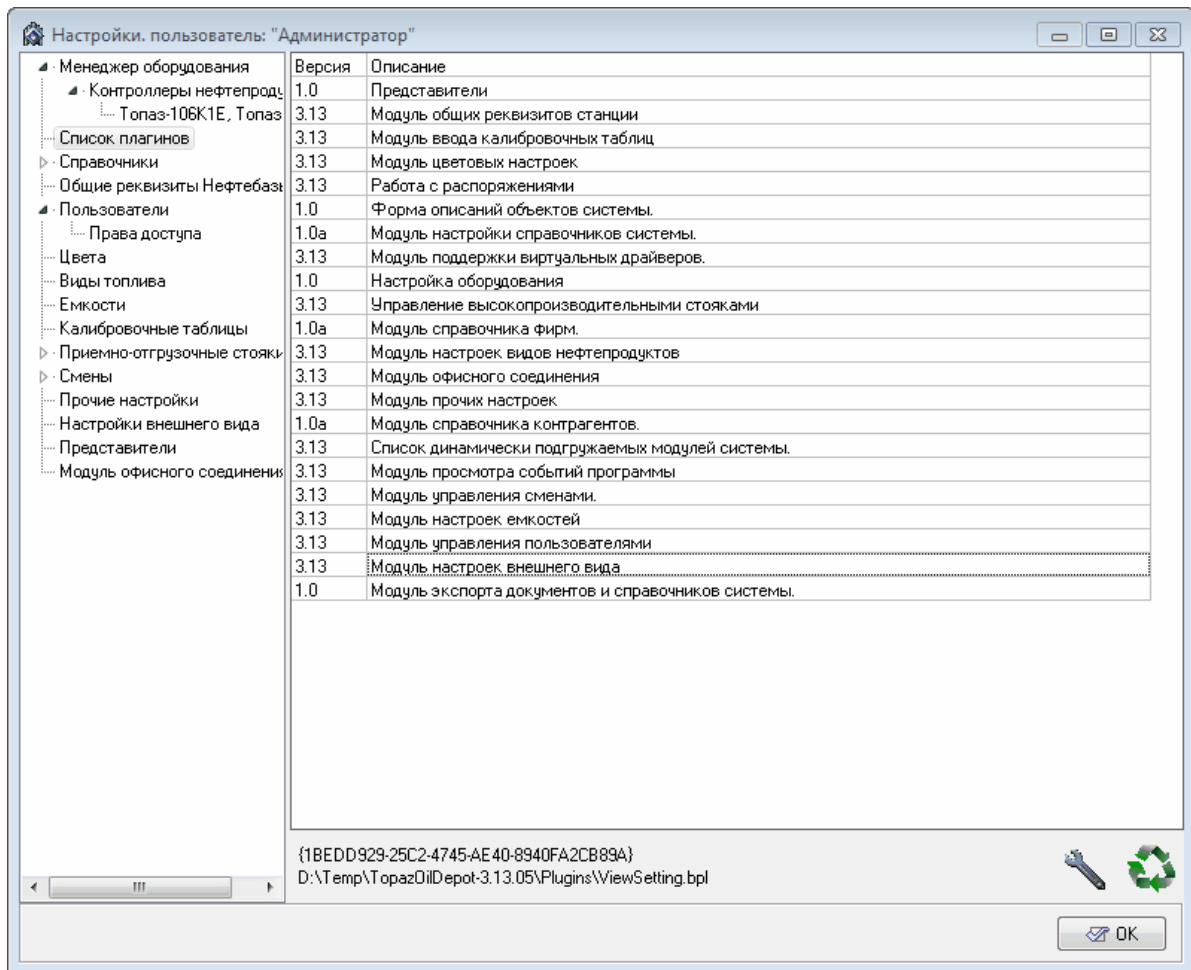 Настройки. пользователь: "Администратор"
Менеджер оборудования
Контроллеры нефтепроду
Топаз-106К1Е, Топаз
Список плагинов
Справочники
Общие реквизиты Нефтебазы
Пользователи
Права доступа
Цвета
Виды топлива
Емкости
Калибровочные таблицы
Приемно-отгрузочные стояки
Смены
Прочие настройки
Настройки внешнего вида
Представители
Модуль офисного соединения
Версия Описание
1.0 Представители
3.13 Модуль общих реквизитов станции
3.13 Модуль ввода калибровочных таблиц
3.13 Модуль цветовых настроек
3.13 Работа с распоряжениями
1.0 Форма описаний объектов системы.
1.0a Модуль настройки справочников системы.
3.13 Модуль поддержки виртуальных драйверов.
1.0 Настройка оборудования
3.13 Управление высокопроизводительными стояками
1.0a Модуль справочника фирм.
3.13 Модуль настроек видов нефтепродуктов
3.13 Модуль офисного соединения
3.13 Модуль прочих настроек
1.0a Модуль справочника контрагентов.
3.13 Список динамически подгружаемых модулей системы.
3.13 Модуль просмотра событий программы
3.13 Модуль управления сменами.
3.13 Модуль настроек емкостей
3.13 Модуль управления пользователями
3.13 Модуль настроек внешнего вида
1.0 Модуль экспорта документов и справочников системы.
{1BEDD929-25C2-4745-AE40-8940FA2CB89A}
D:\Temp\TopazOilDepot-3.13.05\Plugins\ViewSetting.bpl
OK